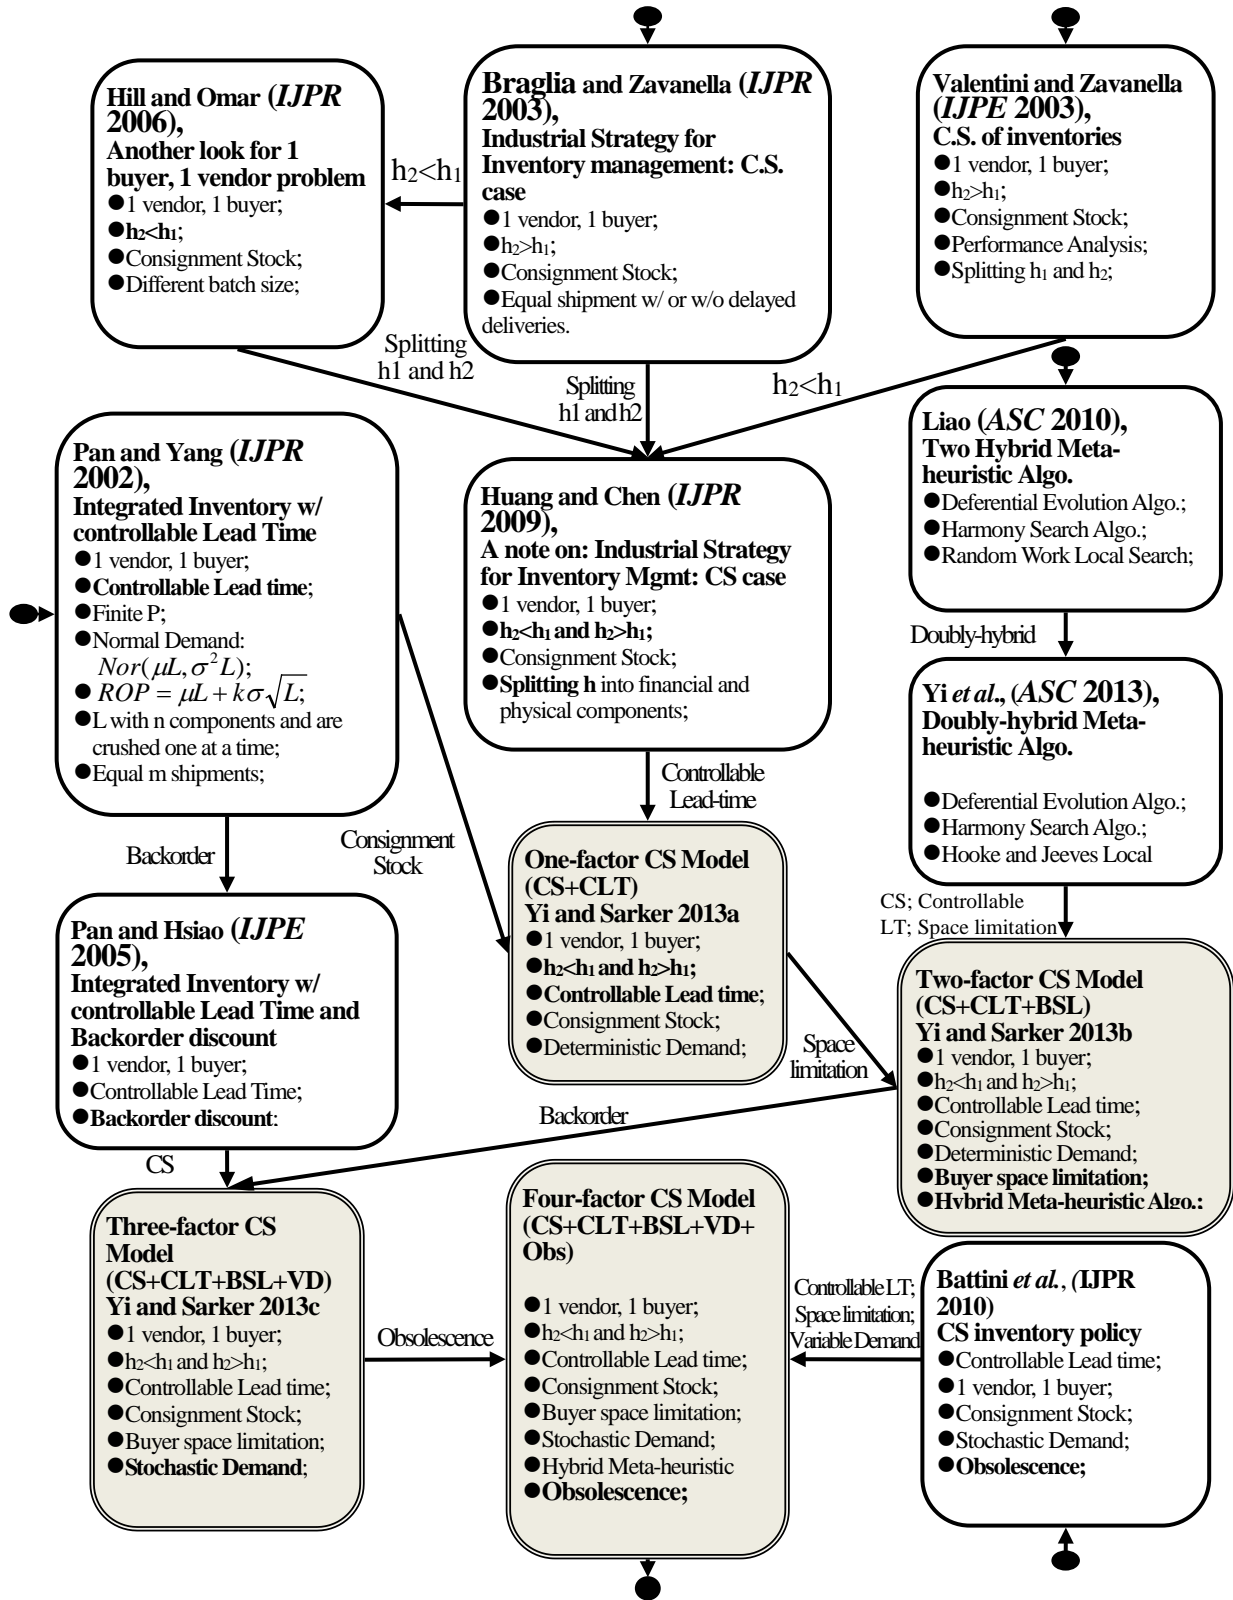 Hill and Omar (IJPR
2006),
Another look for 1
buyer, 1 vendor problem
●1 vendor, 1 buyer;
●h₂<h₁;
●Consignment Stock;
●Different batch size;
h₂<h₁
Braglia and Zavanella (IJPR
2003),
Industrial Strategy for
Inventory management: C.S.
case
●1 vendor, 1 buyer;
●h₂>h₁;
●Consignment Stock;
●Equal shipment w/ or w/o delayed
deliveries.
Valentini and Zavanella
(IJPE 2003),
C.S. of inventories
●1 vendor, 1 buyer;
●h₂>h₁;
●Consignment Stock;
●Performance Analysis;
●Splitting h₁ and h₂;
Splitting
h1 and h2
Splitting
h1 and h2
h₂<h₁
Pan and Yang (IJPR
2002),
Integrated Inventory w/
controllable Lead Time
●1 vendor, 1 buyer;
●Controllable Lead time;
●Finite P;
●Normal Demand:
Nor(μL, σ²L);
●ROP = μL + kσ√L;
●L with n components and are
crushed one at a time;
●Equal m shipments;
Huang and Chen (IJPR
2009),
A note on: Industrial Strategy
for Inventory Mgmt: CS case
●1 vendor, 1 buyer;
●h₂<h₁ and h₂>h₁;
●Consignment Stock;
●Splitting h into financial and
physical components;
Liao (ASC 2010),
Two Hybrid Meta-
heuristic Algo.
●Deferential Evolution Algo.;
●Harmony Search Algo.;
●Random Work Local Search;
Doubly-hybrid
Yi et al., (ASC 2013),
Doubly-hybrid Meta-
heuristic Algo.
●Deferential Evolution Algo.;
●Harmony Search Algo.;
●Hooke and Jeeves Local
Backorder
Consignment
Stock
Controllable
Lead-time
CS; Controllable
LT; Space limitation
Pan and Hsiao (IJPE
2005),
Integrated Inventory w/
controllable Lead Time and
Backorder discount
●1 vendor, 1 buyer;
●Controllable Lead Time;
●Backorder discount;
One-factor CS Model
(CS+CLT)
Yi and Sarker 2013a
●1 vendor, 1 buyer;
●h₂<h₁ and h₂>h₁;
●Controllable Lead time;
●Consignment Stock;
●Deterministic Demand;
Space
limitation
Two-factor CS Model
(CS+CLT+BSL)
Yi and Sarker 2013b
●1 vendor, 1 buyer;
●h₂<h₁ and h₂>h₁;
●Controllable Lead time;
●Consignment Stock;
●Deterministic Demand;
●Buyer space limitation;
●Hybrid Meta-heuristic Algo.;
Backorder
CS
Three-factor CS
Model
(CS+CLT+BSL+VD)
Yi and Sarker 2013c
●1 vendor, 1 buyer;
●h₂<h₁ and h₂>h₁;
●Controllable Lead time;
●Consignment Stock;
●Buyer space limitation;
●Stochastic Demand;
Obsolescence
Four-factor CS Model
(CS+CLT+BSL+VD+
Obs)
●1 vendor, 1 buyer;
●h₂<h₁ and h₂>h₁;
●Controllable Lead time;
●Consignment Stock;
●Buyer space limitation;
●Stochastic Demand;
●Hybrid Meta-heuristic
●Obsolescence;
Controllable LT;
Space limitation;
Variable Demand
Battini et al., (IJPR
2010)
CS inventory policy
●Controllable Lead time;
●1 vendor, 1 buyer;
●Consignment Stock;
●Stochastic Demand;
●Obsolescence;